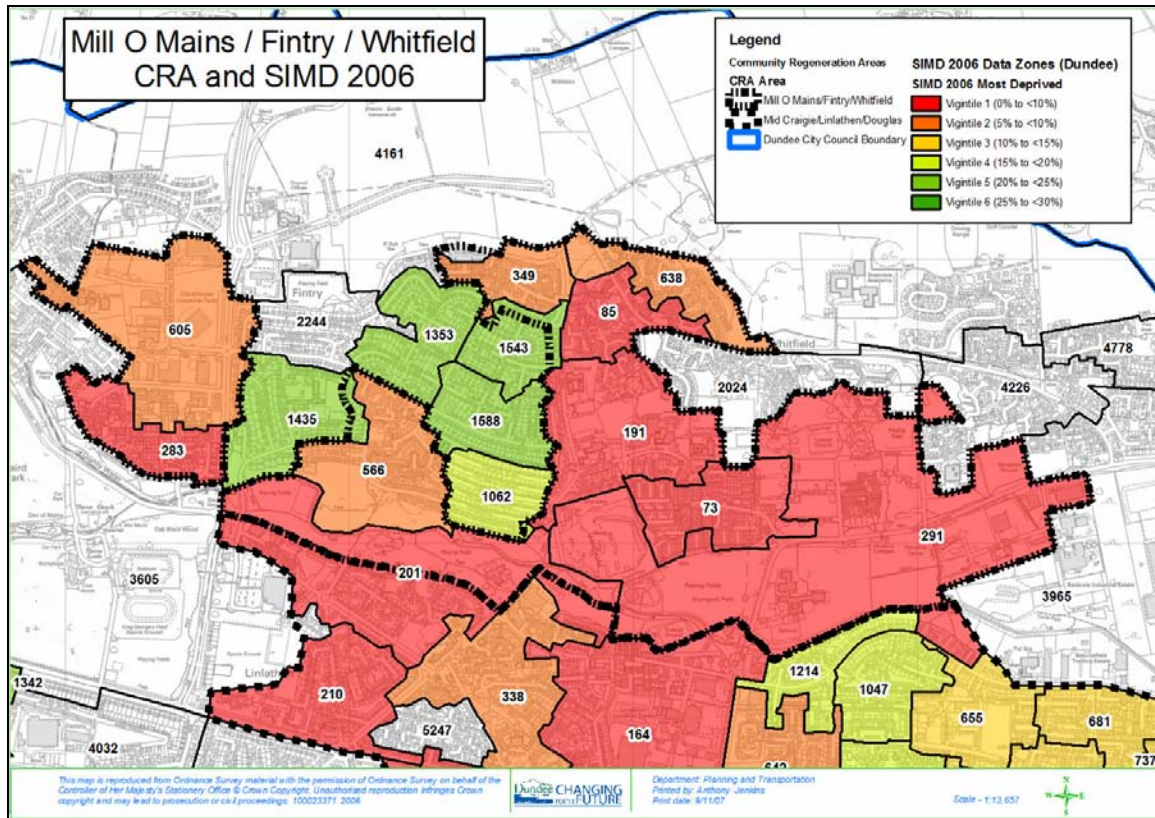 Mill O Mains / Fintry / Whitfield
CRA and SIMD 2006
Legend
Community Regeneration Areas
CRA Area
Mill O Mains/Fintry/Whitfield
Mid Craigie/Linlathen/Douglas
Dundee City Council Boundary
SIMD 2006 Data Zones (Dundee)
SIMD 2006 Most Deprived
Vigintile 1 (0% to <10%)
Vigintile 2 (5% to <10%)
Vigintile 3 (10% to <15%)
Vigintile 4 (15% to <20%)
Vigintile 5 (20% to <25%)
Vigintile 6 (25% to <30%)
4161
349
638
605
Fintry
2244
1353
85
1543
Whitfield
4778
2024
4226
1435
1588
191
283
566
1062
73
291
201
3605
3965
Linlath
1342
210
338
1214
1047
5247
164
655
681
4032
642
737
This map is reproduced from Ordnance Survey material with the permission of Ordnance Survey on behalf of the
Controller of Her Majesty's Stationery Office © Crown Copyright. Unauthorised reproduction infringes Crown
copyright and may lead to prosecution or civil proceedings. 100023371 2006
Dundee CHANGING
FOR THE FUTURE
Department: Planning and Transportation
Printed by: Anthony Jenkins
Print date: 9/11/07
Scale - 1:13,657
N
W E
S